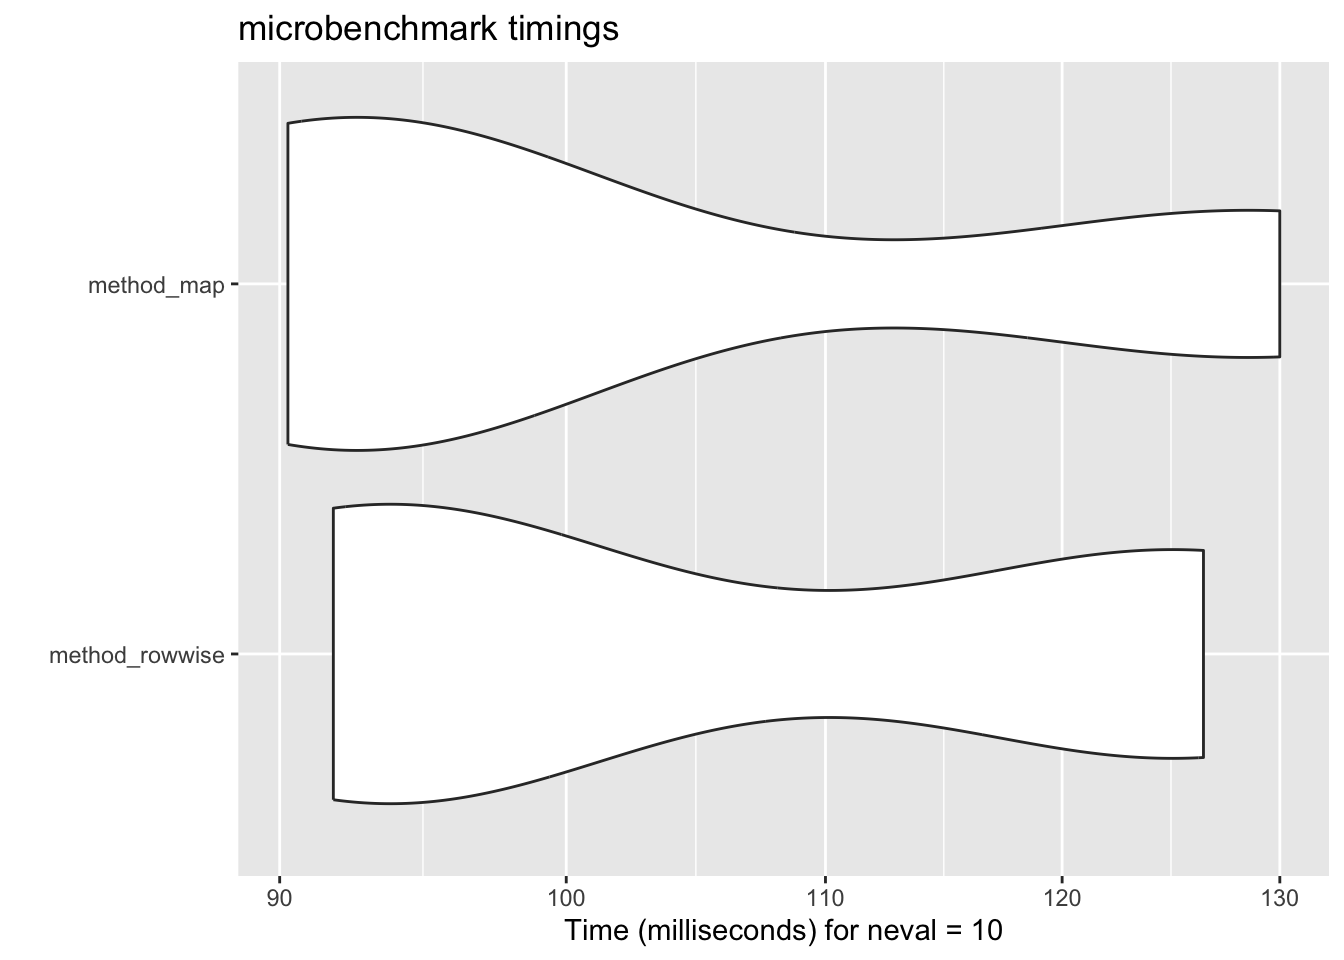 microbenchmark timings
method_map
method_rowwise
90 100 110 120 130
Time (milliseconds) for neval = 10